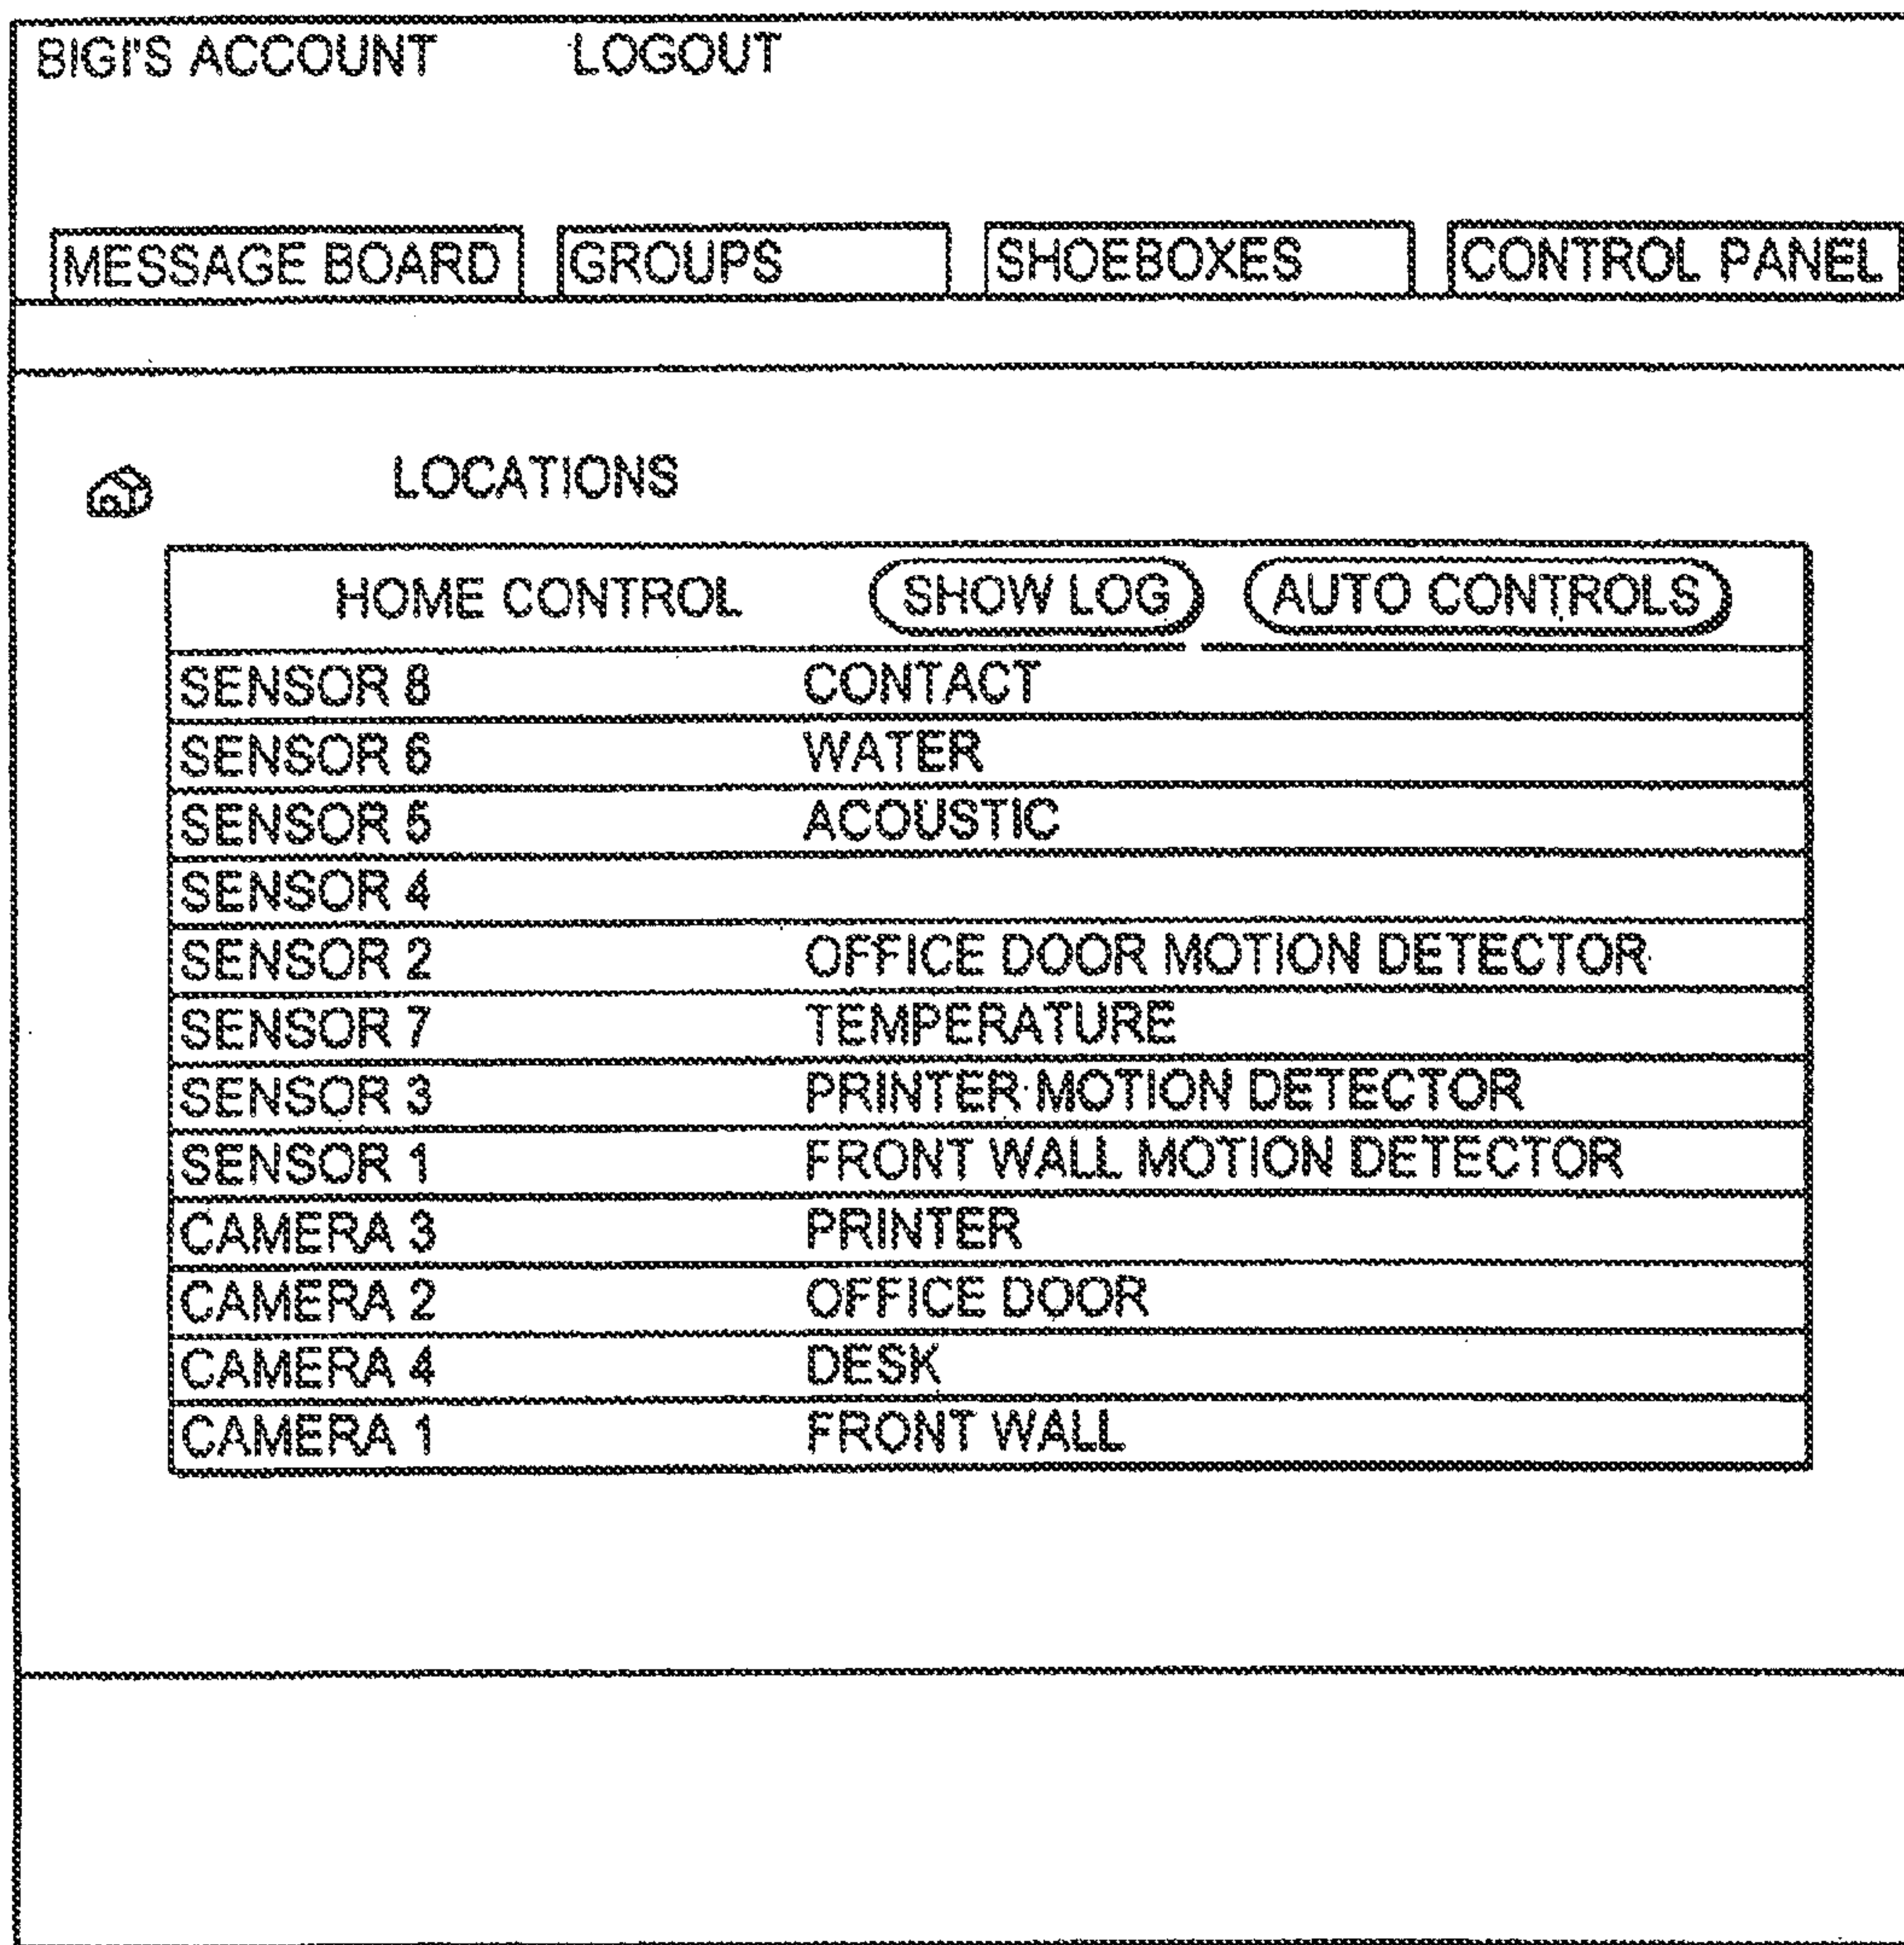 BIGI'S ACCOUNT LOGOUT
MESSAGE BOARD GROUPS SHOEBOXES CONTROL PANEL
LOCATIONS
HOME CONTROL SHOW LOG AUTO CONTROLS
SENSOR 8 CONTACT
SENSOR 6 WATER
SENSOR 5 ACOUSTIC
SENSOR 4
SENSOR 2 OFFICE DOOR MOTION DETECTOR
SENSOR 7 TEMPERATURE
SENSOR 3 PRINTER MOTION DETECTOR
SENSOR 1 FRONT WALL MOTION DETECTOR
CAMERA 3 PRINTER
CAMERA 2 OFFICE DOOR
CAMERA 4 DESK
CAMERA 1 FRONT WALL